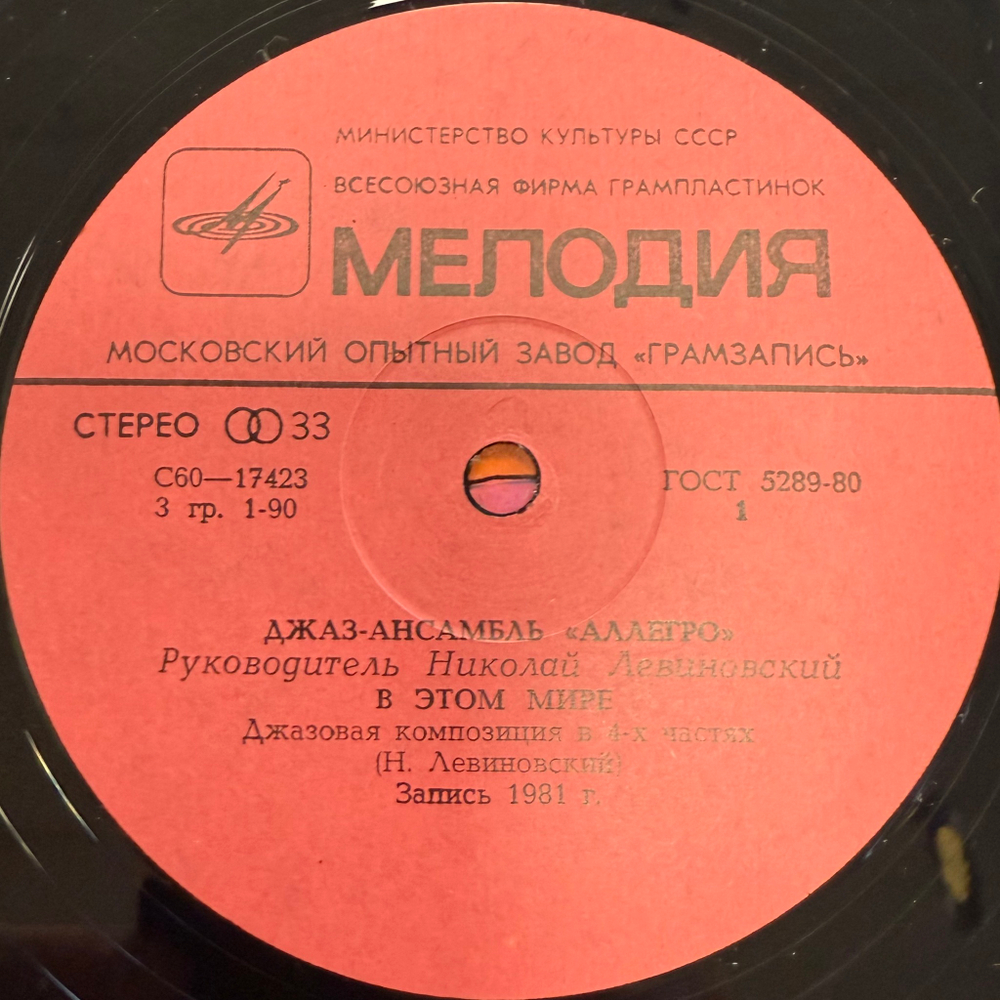 МИНИСТЕРСТВО КУЛЬТУРЫ СССР
ВСЕСОЮЗНАЯ ФИРМА ГРАМПЛАСТИНОК
МЕЛОДИЯ
МОСКОВСКИЙ ОПЫТНЫЙ ЗАВОД «ГРАМЗАПИСЬ»
СТЕРЕО 33
С60—17423 ГОСТ 5289-80
3 гр. 1-90 1
ДЖАЗ-АНСАМБЛЬ «АЛЛЕГРО»
Руководитель Николай Левиновский
В ЭТОМ МИРЕ
Джазовая композиция в 4-х частях
(Н. Левиновский)
Запись 1981 г.